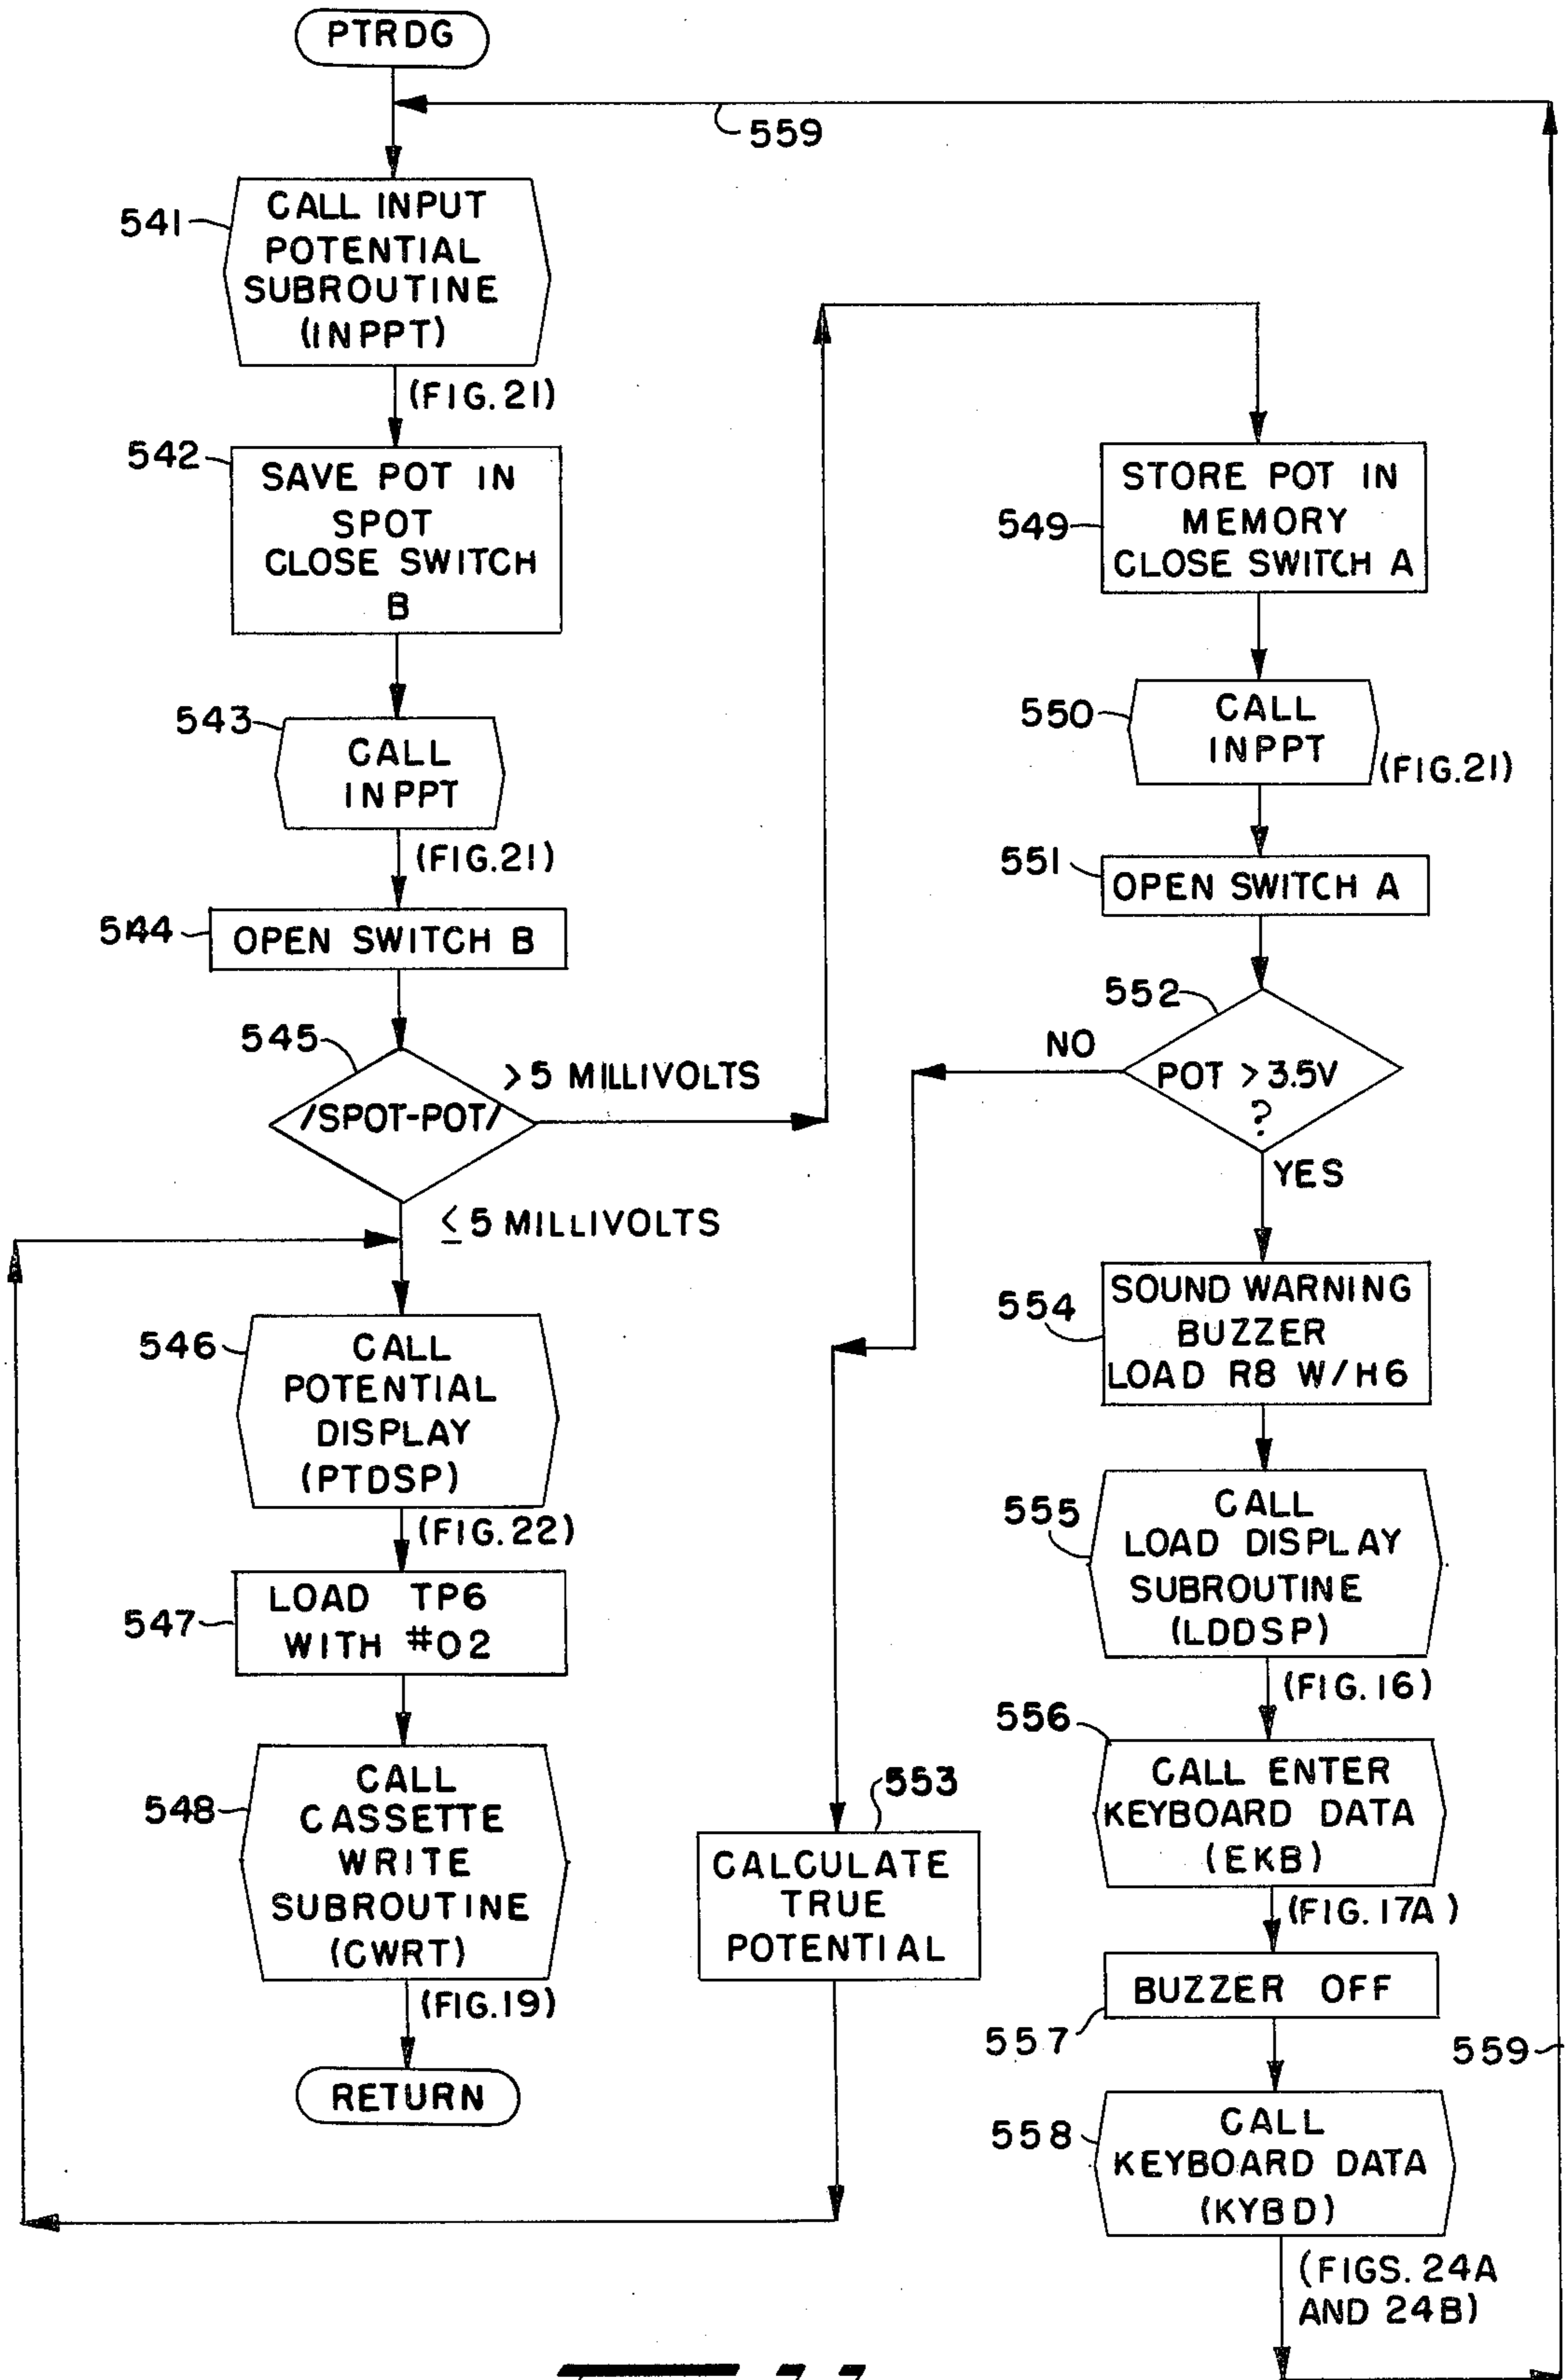 PTRDG
559
541
CALL INPUT
POTENTIAL
SUBROUTINE
(INPPT)
(FIG.21)
542
SAVE POT IN
SPOT
CLOSE SWITCH
B
543
CALL
INPPT
(FIG.21)
544
OPEN SWITCH B
545
/SPOT-POT/
>5 MILLIVOLTS
≤5 MILLIVOLTS
546
CALL
POTENTIAL
DISPLAY
(PTDSP)
(FIG.22)
547
LOAD TP6
WITH #02
548
CALL
CASSETTE
WRITE
SUBROUTINE
(CWRT)
(FIG.19)
RETURN
549
STORE POT IN
MEMORY
CLOSE SWITCH A
550
CALL
INPPT
(FIG.21)
551
OPEN SWITCH A
552
POT >3.5V
?
NO
YES
553
CALCULATE
TRUE
POTENTIAL
554
SOUND WARNING
BUZZER
LOAD R8 W/H6
555
CALL
LOAD DISPLAY
SUBROUTINE
(LDDSP)
(FIG.16)
556
CALL ENTER
KEYBOARD DATA
(EKB)
(FIG.17A)
557
BUZZER OFF
558
CALL
KEYBOARD DATA
(KYBD)
(FIGS. 24A
AND 24B)
559